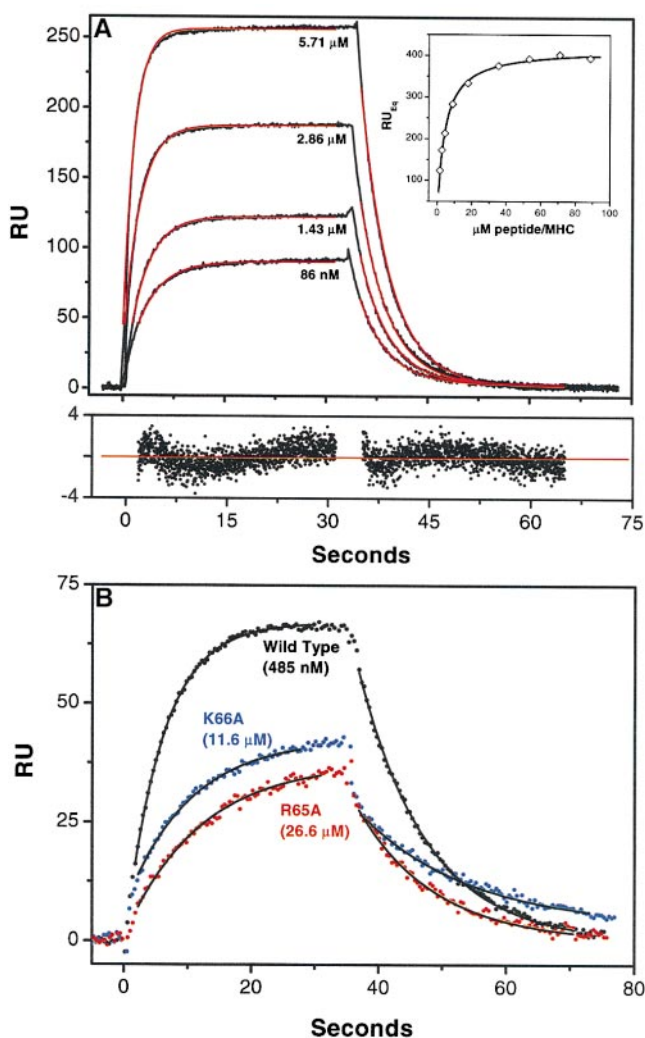 A
250
200
150
100
50
0
RU
5.71 µM
2.86 µM
1.43 µM
86 nM
400
300
200
100
RU Eq
0 20 40 60 80 100
µM peptide/MHC
4
-4
0 15 30 45 60 75
Seconds
B
75
50
25
0
RU
Wild Type
(485 nM)
K66A
(11.6 µM)
R65A
(26.6 µM)
0 20 40 60 80
Seconds